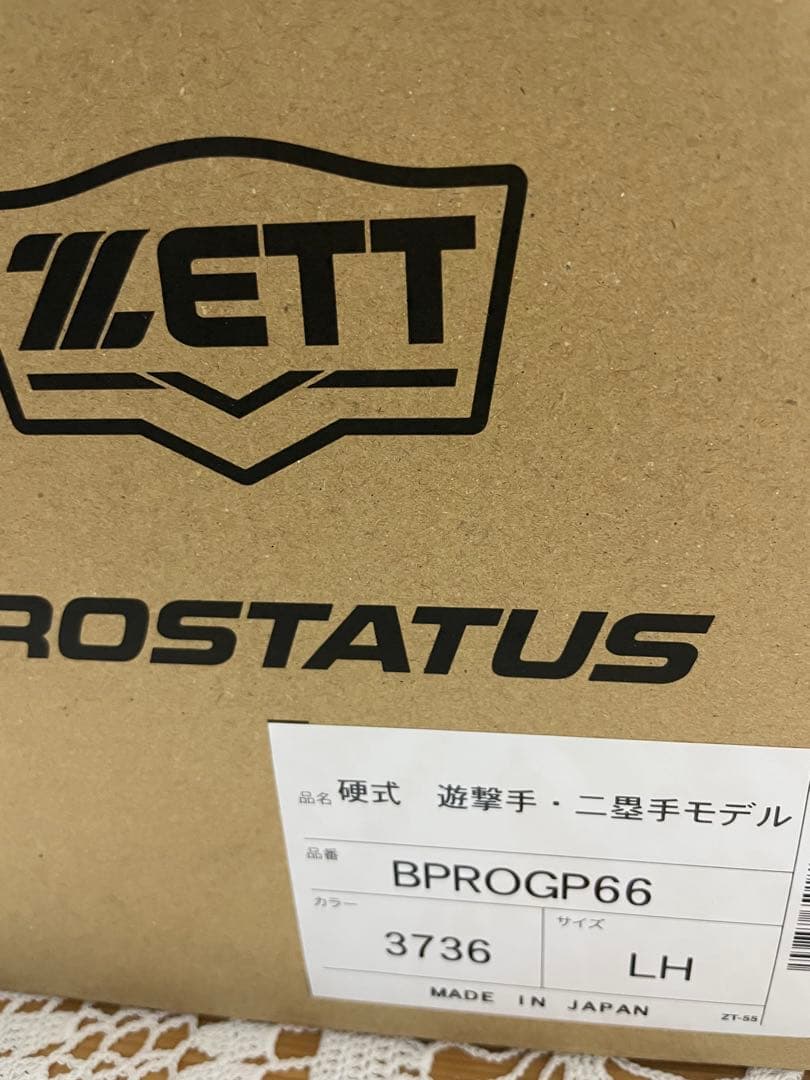 ZETT
ROSTATUS
品名 硬式 遊撃手・二塁手モデル
品番 BPROGP66
カラー 3736 サイズ LH
MADE IN JAPAN ZT-55